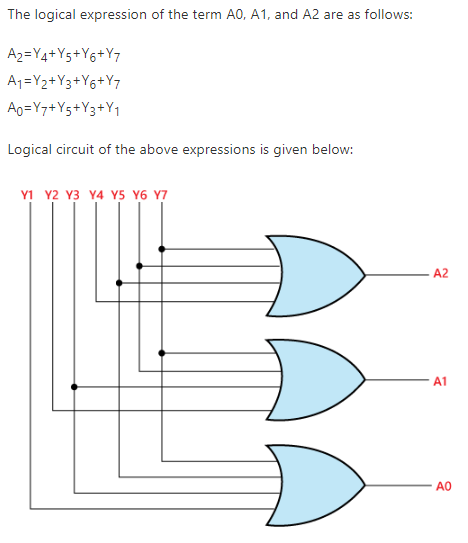 The logical expression of the term A0, A1, and A2 are as follows:
A₂=Y₄+Y₅+Y₆+Y₇
A₁=Y₂+Y₃+Y₆+Y₇
A₀=Y₇+Y₅+Y₃+Y₁
Logical circuit of the above expressions is given below:
Y1 Y2 Y3 Y4 Y5 Y6 Y7
A2
A1
A0